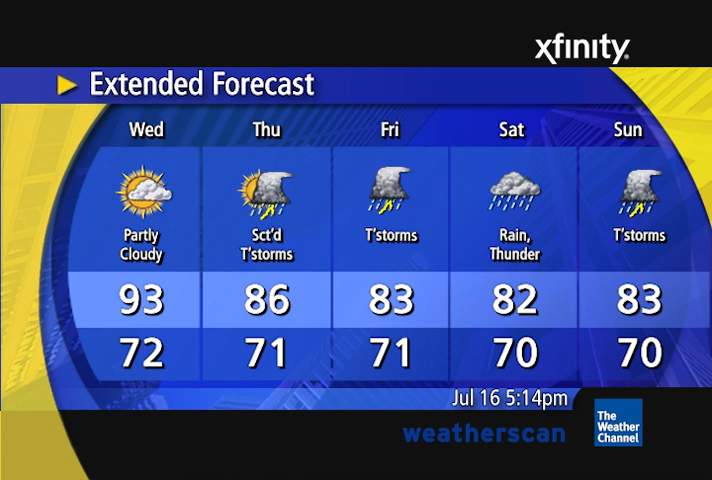 xfinity®
Extended Forecast
Wed Thu Fri Sat Sun
Partly Sct'd T'storms Rain, T'storms
Cloudy T'storms Thunder
93 86 83 82 83
72 71 71 70 70
Jul 16 5:14pm
weatherscan
The
Weather
Channel